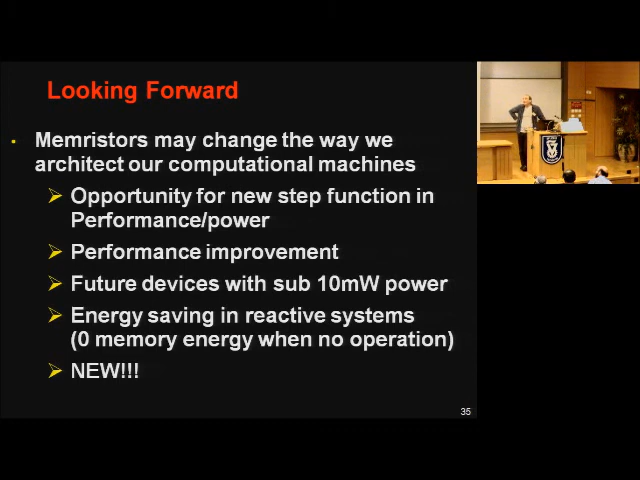 Looking Forward
Memristors may change the way we
architect our computational machines
Opportunity for new step function in
Performance/power
Performance improvement
Future devices with sub 10mW power
Energy saving in reactive systems
(0 memory energy when no operation)
NEW!!!
35